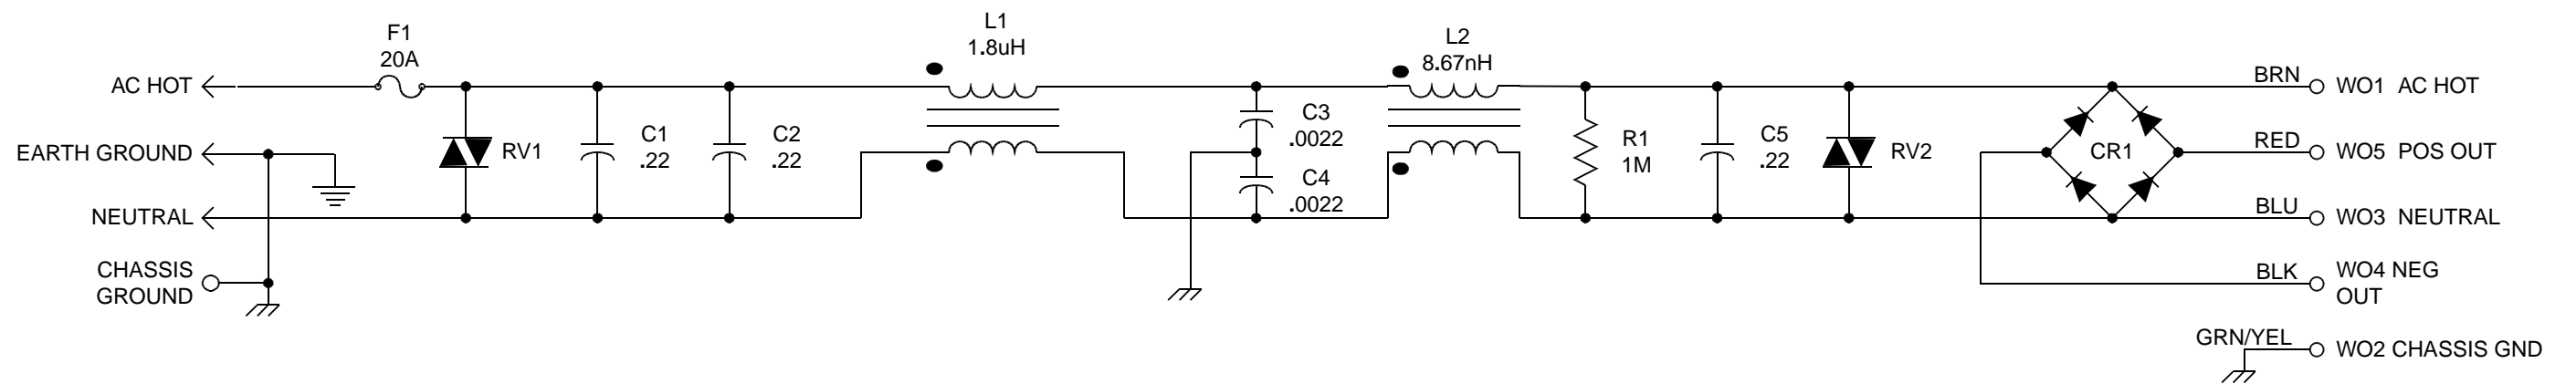 F1
20A
L1
1.8uH
L2
8.67nH
AC HOT
EARTH GROUND
NEUTRAL
CHASSIS
GROUND
RV1
C1
.22
C2
.22
C3
.0022
C4
.0022
R1
1M
C5
.22
RV2
CR1
BRN
WO1 AC HOT
RED
WO5 POS OUT
BLU
WO3 NEUTRAL
BLK
WO4 NEG
OUT
GRN/YEL
WO2 CHASSIS GND